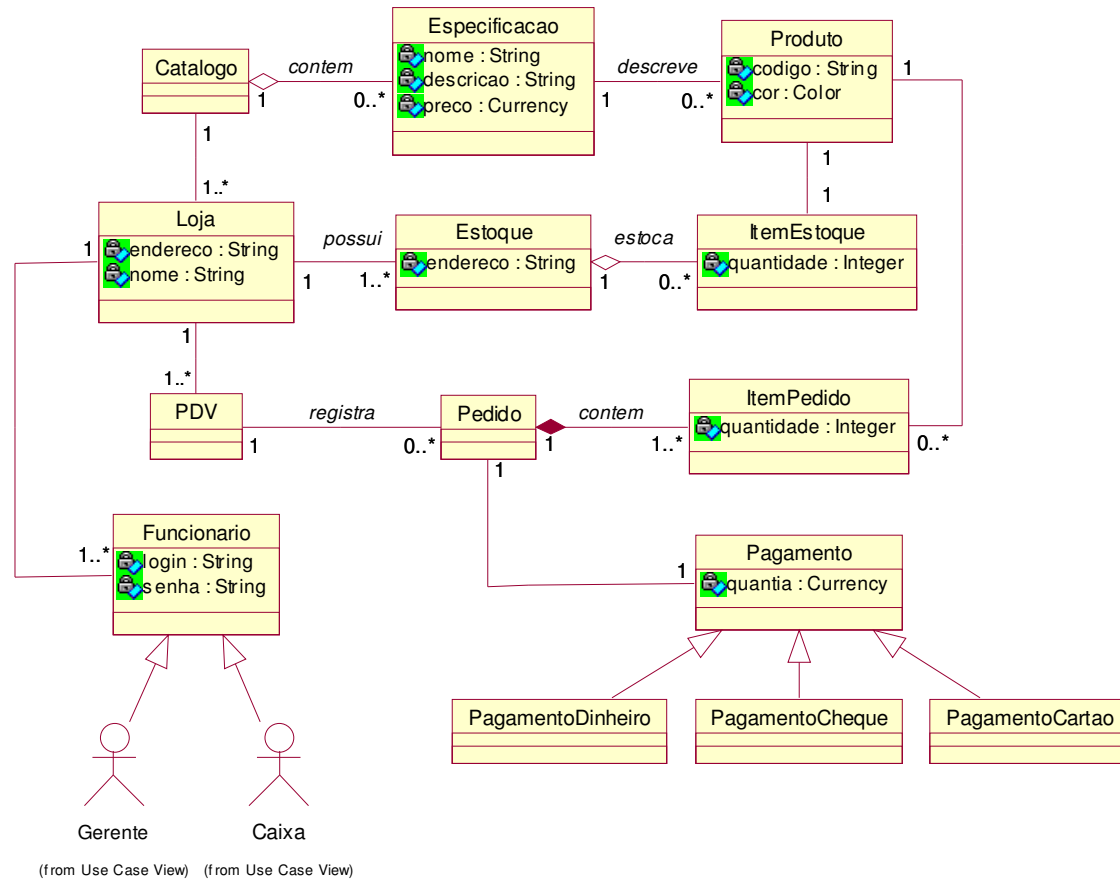 Especificacao
nome : String
descricao : String
preco : Currency
Produto
codigo : String
cor : Color
Catalogo
contem
1
0..*
descreve
1
0..*
1
1
1..*
1
1
Loja
endereco : String
nome : String
1
possui
1
1..*
Estoque
endereco : String
estoca
1
0..*
ItemEstoque
quantidade : Integer
1
1..*
PDV
registra
1
0..*
Pedido
contem
1
1..*
ItemPedido
quantidade : Integer
0..*
1
1
Funcionario
login : String
senha : String
1..*
Pagamento
quantia : Currency
PagamentoDinheiro
PagamentoCheque
PagamentoCartao
Gerente
Caixa
(from Use Case View)
(from Use Case View)